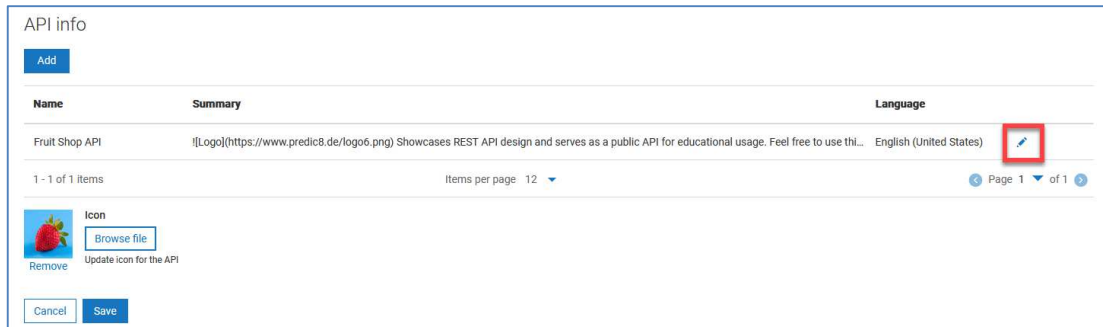 API info
Add
Name Summary Language
Fruit Shop API ![Logo](https://www.predic8.de/logo6.png) Showcases REST API design and serves as a public API for educational usage. Feel free to use thi... English (United States)
1 - 1 of 1 items Items per page 12 Page 1 of 1
Icon
Browse file
Update icon for the API
Remove
Cancel Save